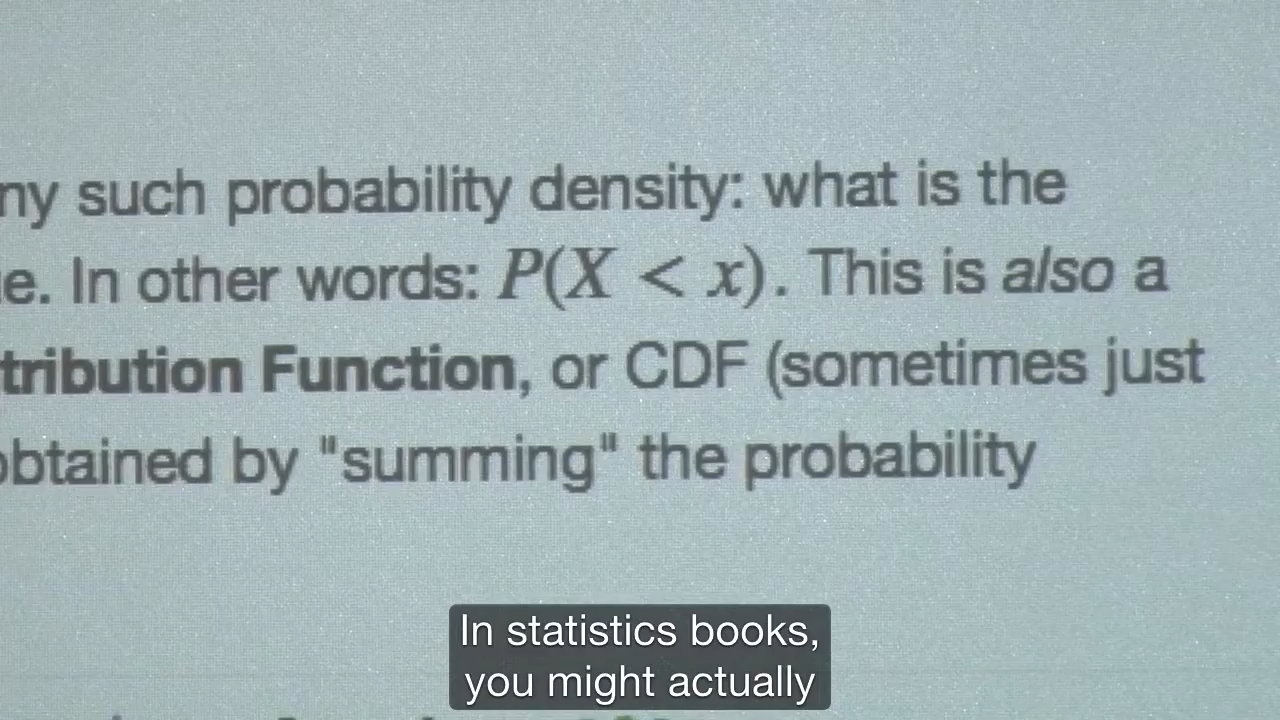 ny such probability density: what is the
e. In other words: P(X < x). This is also a
tribution Function, or CDF (sometimes just
obtained by "summing" the probability
In statistics books,
you might actually